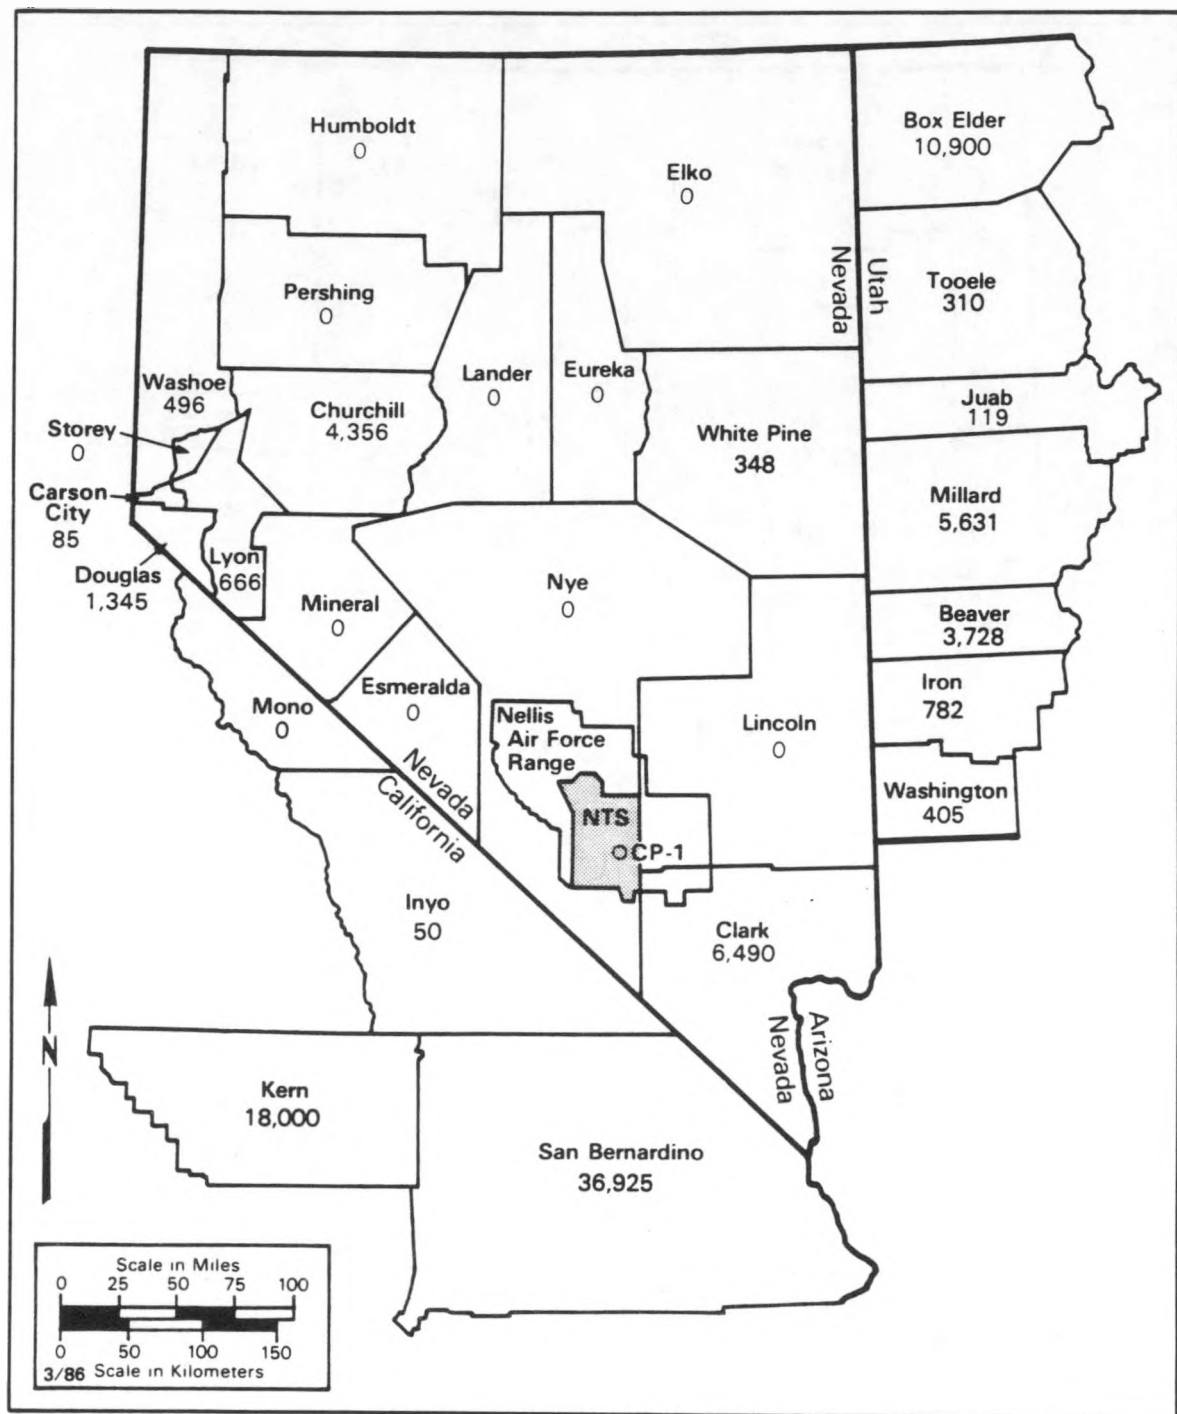 Humboldt
0
Elko
0
Box Elder
10,900
Nevada
Utah
Pershing
0
Tooele
310
Washoe
496
Churchill
4,356
Lander
0
Eureka
0
White Pine
348
Juab
119
Storey
0
Carson
City
85
Millard
5,631
Douglas
1,345
Lyon
666
Mineral
0
Nye
0
Beaver
3,728
Mono
0
Esmeralda
0
Nellis
Air Force
Range
Lincoln
0
Iron
782
Nevada
California
NTS
CP-1
Washington
405
Inyo
50
Clark
6,490
Arizona
Nevada
N
Kern
18,000
San Bernardino
36,925
Scale in Miles
0 25 50 75 100
0 50 100 150
3/86 Scale in Kilometers